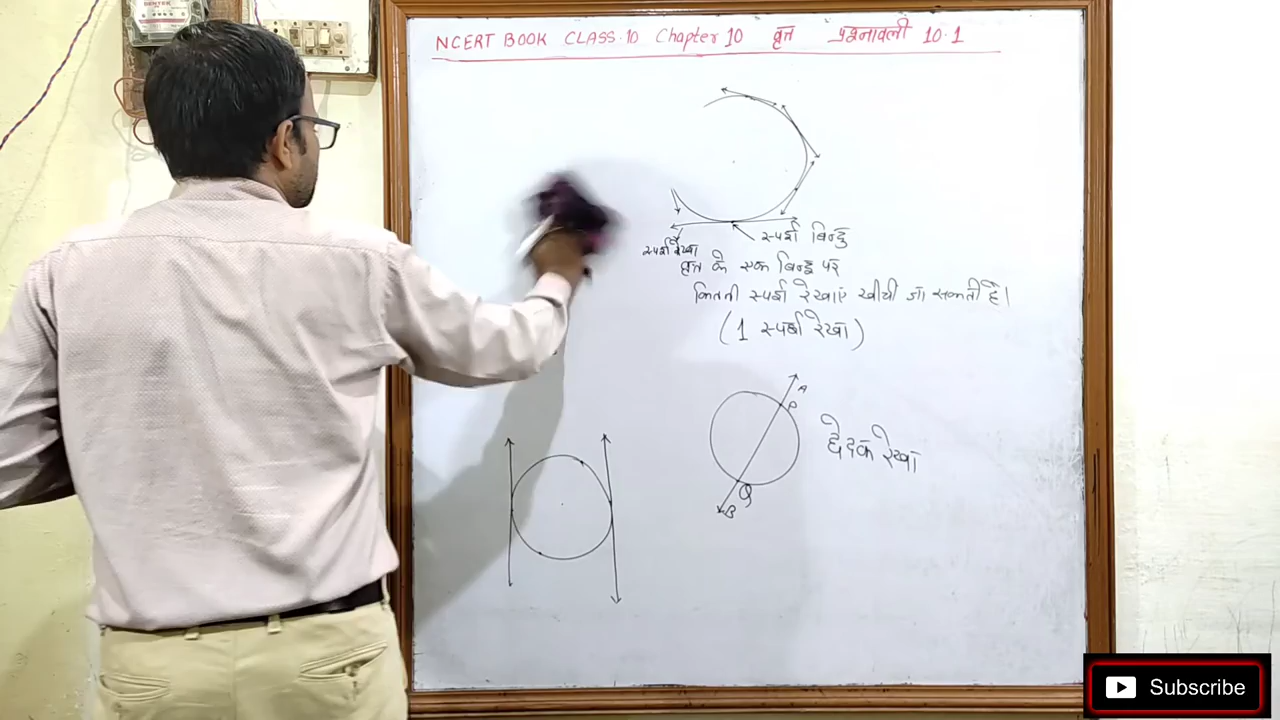 NCERT BOOK CLASS.10 Chapter 10 वृत्त प्रश्नावली 10.1
स्पर्श बिन्दु
स्पर्श रेखा
वृत्त के एक बिन्दु पर
कितनी स्पर्श रेखाएं खीची जा सकती है।
(1 स्पर्श रेखा)
A
P
छेदक रेखा
Q
B
Subscribe